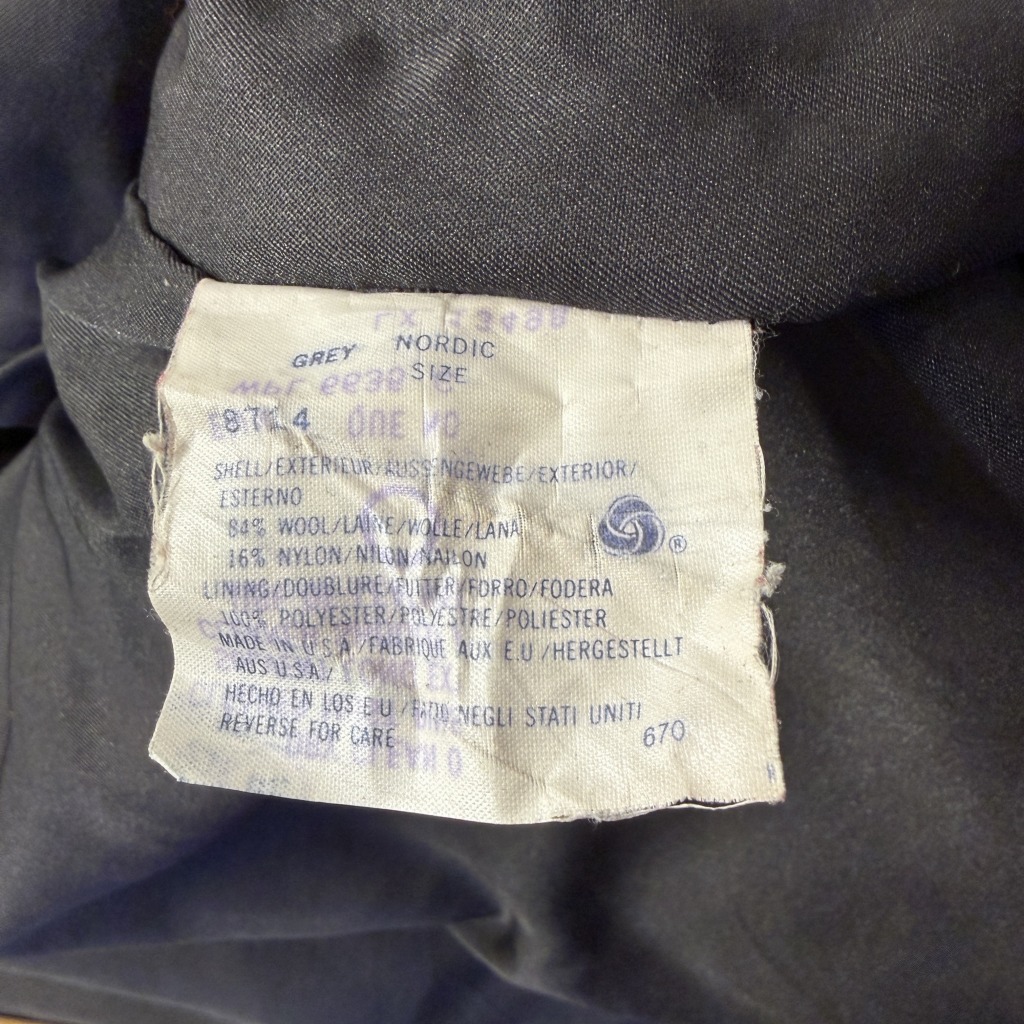 GREY NORDIC
SIZE
SHELL/EXTERIEUR/AUSSENGEWEBE/EXTERIOR/
ESTERNO
84% WOOL/LAINE/WOLLE/LANA
16% NYLON/NILON/NAILON
LINING/DOUBLURE/FUTTER/FORRO/FODERA
100% POLYESTER/POLYESTRE/POLIESTER
MADE IN U.S.A./FABRIQUE AUX E.U./HERGESTELLT
AUS U.S.A./
HECHO EN LOS E.U./ NEGLI STATI UNITI
REVERSE FOR CARE
670
®